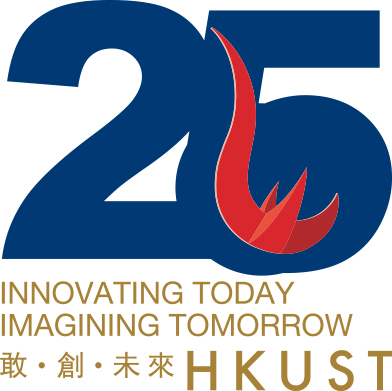 25
INNOVATING TODAY
IMAGINING TOMORROW
敢・創・未來 HKUST